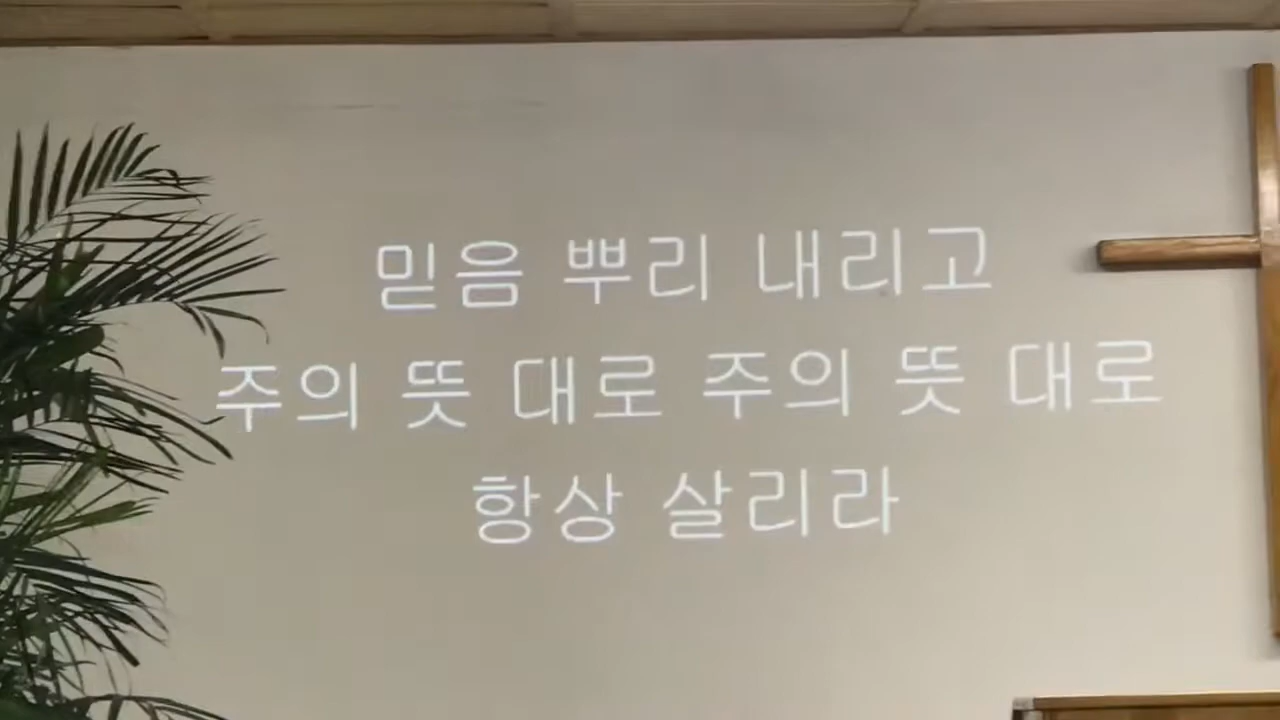 믿음 뿌리 내리고
주의 뜻 대로 주의 뜻 대로
항상 살리라